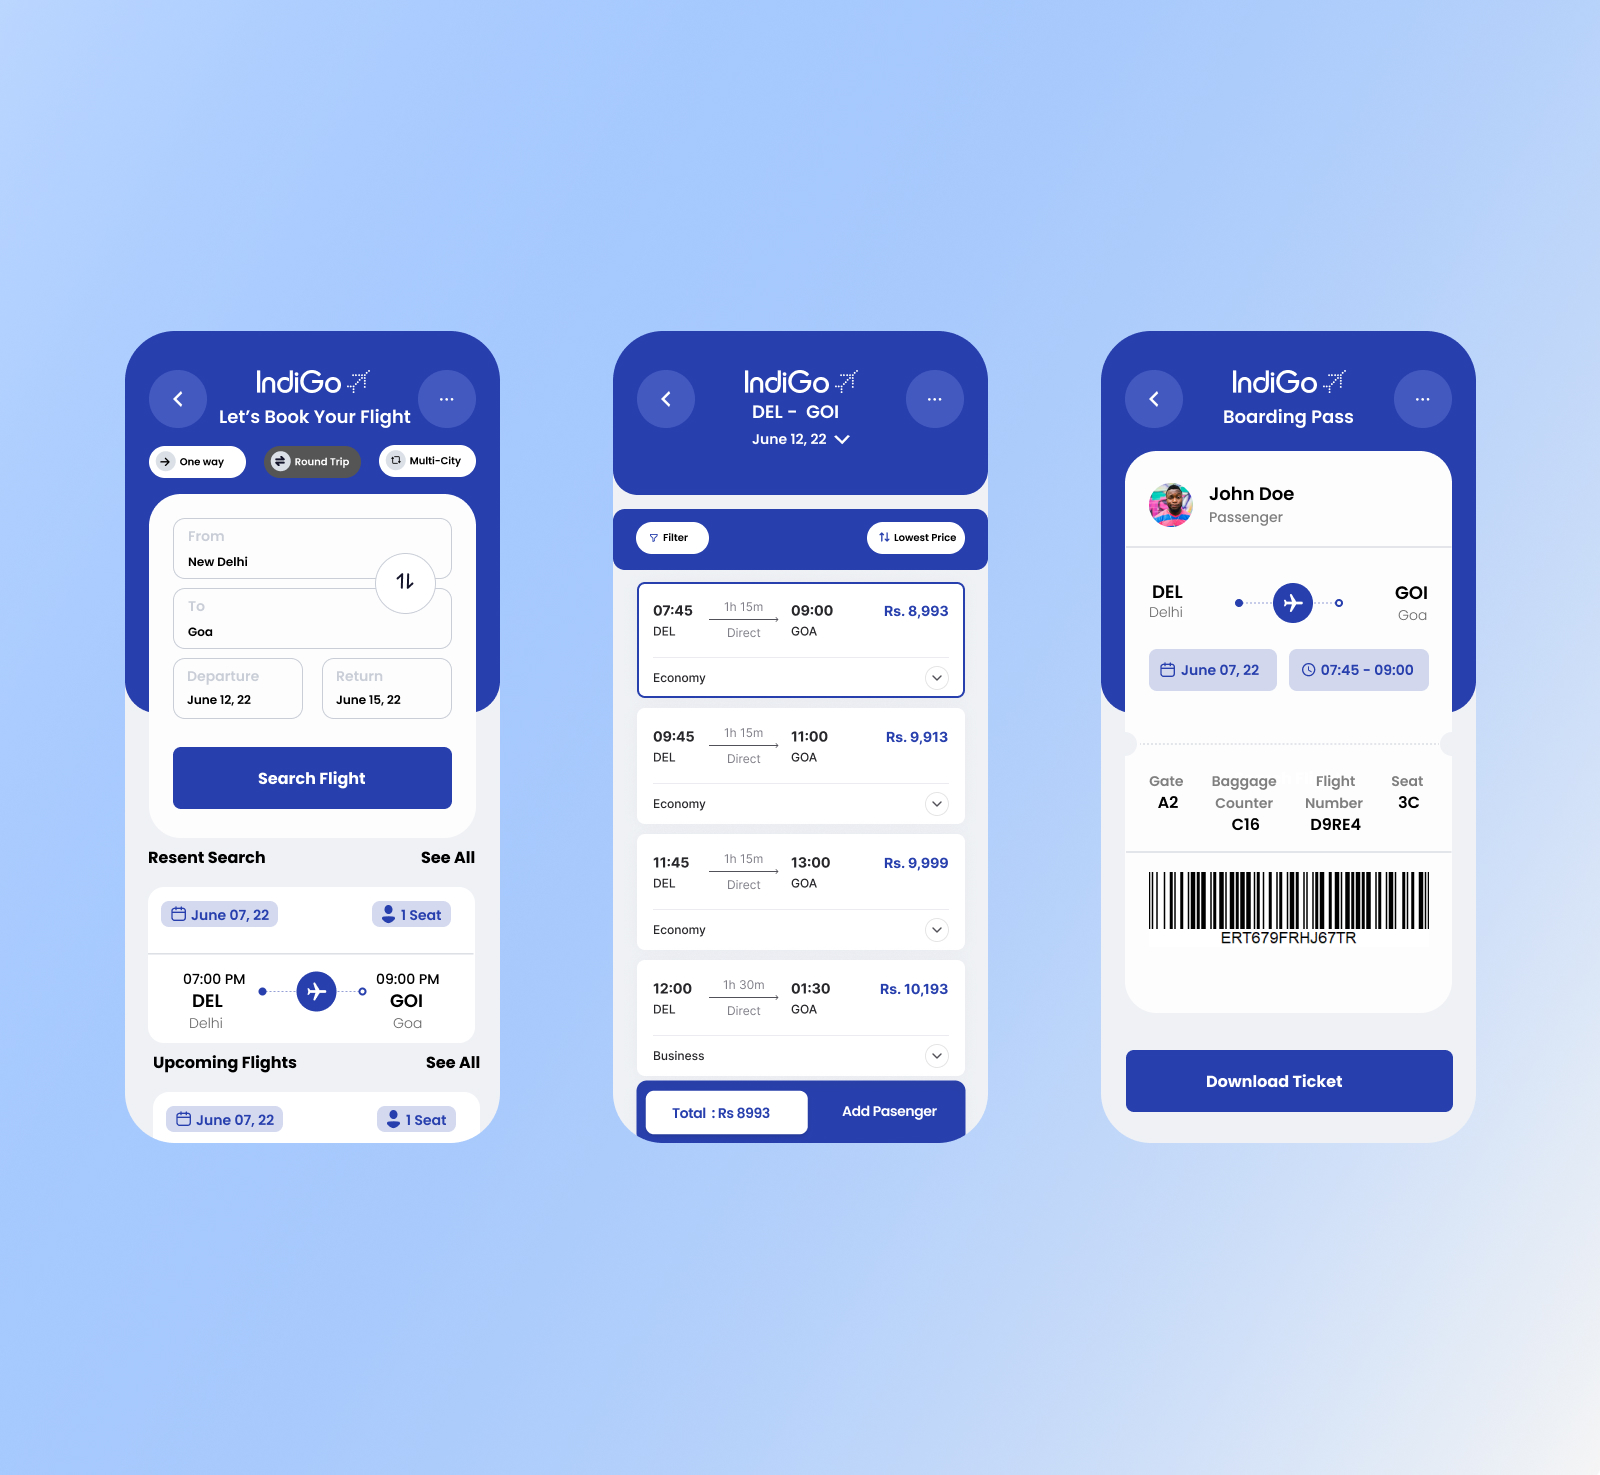 IndiGo
Let's Book Your Flight
One way
Round Trip
Multi-City
From
New Delhi
To
Goa
Departure
June 12, 22
Return
June 15, 22
Search Flight
Resent Search
See All
June 07, 22
1 Seat
07:00 PM
DEL
Delhi
09:00 PM
GOI
Goa
Upcoming Flights
See All
June 07, 22
1 Seat
IndiGo
DEL - GOI
June 12, 22
Filter
Lowest Price
07:45
DEL
1h 15m
Direct
09:00
GOA
Rs. 8,993
Economy
09:45
DEL
1h 15m
Direct
11:00
GOA
Rs. 9,913
Economy
11:45
DEL
1h 15m
Direct
13:00
GOA
Rs. 9,999
Economy
12:00
DEL
1h 30m
Direct
01:30
GOA
Rs. 10,193
Business
Total : Rs 8993
Add Pasenger
IndiGo
Boarding Pass
John Doe
Passenger
DEL
Delhi
GOI
Goa
June 07, 22
07:45 - 09:00
Gate
A2
Baggage
Counter
C16
Flight
Number
D9RE4
Seat
3C
ERT679FRHJ67TR
Download Ticket